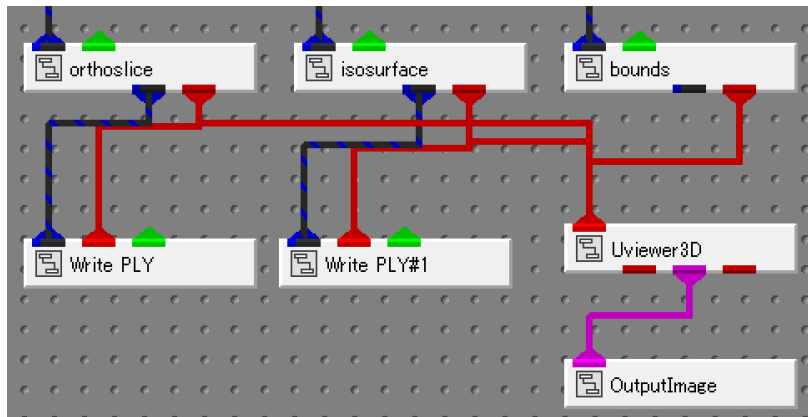 orthoslice
isosurface
bounds
Write PLY
Write PLY#1
Uviewer3D
OutputImage